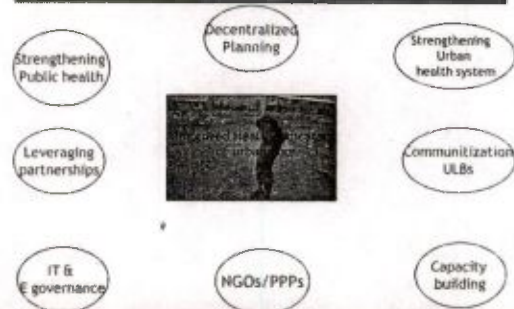 Decentralized
Planning
Strengthening
Public health
Strengthening
Urban
health system
Leveraging
partnerships
Communitization
ULBs
IT &
E governance
NGOs/PPPs
Capacity
building